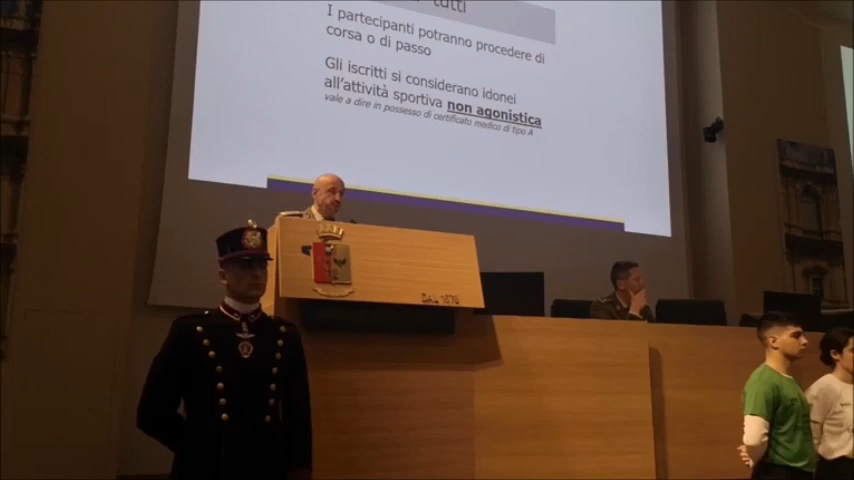 tutti
I partecipanti potranno procedere di
corsa o di passo
Gli iscritti si considerano idonei
all'attività sportiva non agonistica
vale a dire in possesso di certificato medico di tipo A
DAL 1878